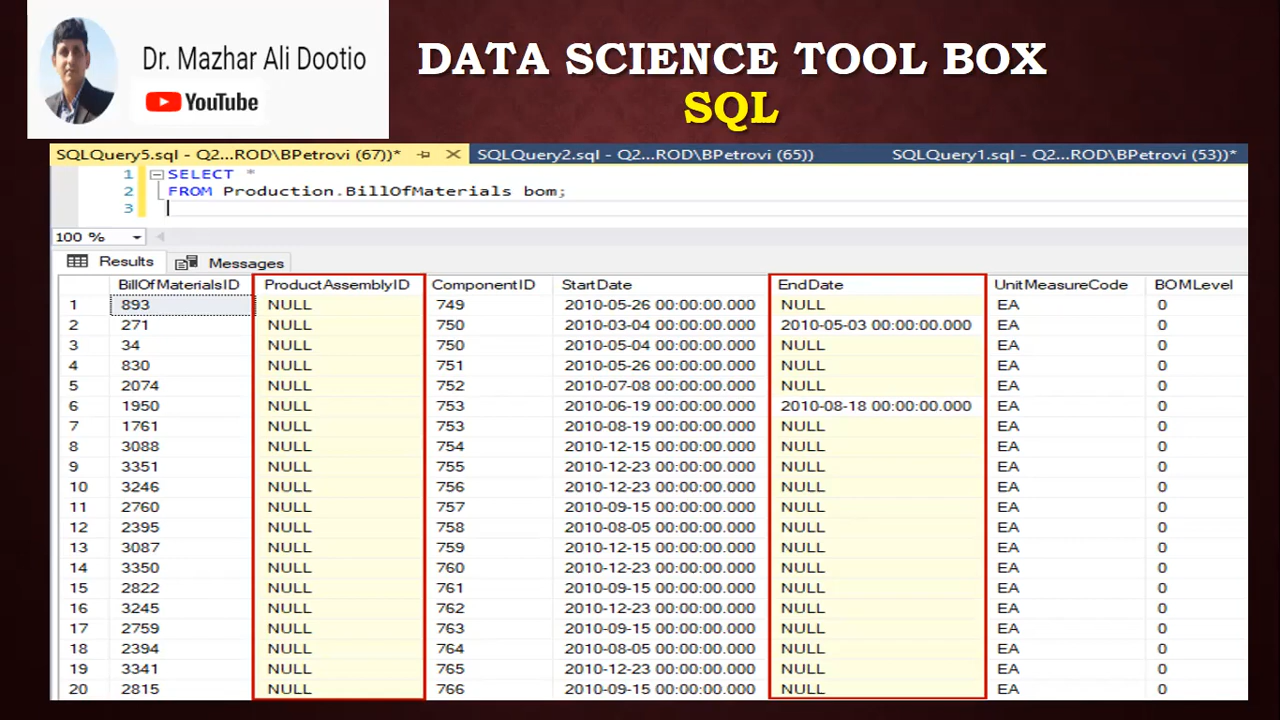 Dr. Mazhar Ali Dootio
YouTube
DATA SCIENCE TOOL BOX
SQL
SQLQuery5.sql - Q2...ROD\BPetrovi (67))* SQLQuery2.sql - Q2...ROD\BPetrovi (65)) SQLQuery1.sql - Q2...ROD\BPetrovi (53))*
1 SELECT *
2 FROM Production.BillOfMaterials bom;
3
100 %
Results Messages
BillOfMaterialsID ProductAssemblyID ComponentID StartDate EndDate UnitMeasureCode BOMLevel
1 893 NULL 749 2010-05-26 00:00:00.000 NULL EA 0
2 271 NULL 750 2010-03-04 00:00:00.000 2010-05-03 00:00:00.000 EA 0
3 34 NULL 750 2010-05-04 00:00:00.000 NULL EA 0
4 830 NULL 751 2010-05-26 00:00:00.000 NULL EA 0
5 2074 NULL 752 2010-07-08 00:00:00.000 NULL EA 0
6 1950 NULL 753 2010-06-19 00:00:00.000 2010-08-18 00:00:00.000 EA 0
7 1761 NULL 753 2010-08-19 00:00:00.000 NULL EA 0
8 3088 NULL 754 2010-12-15 00:00:00.000 NULL EA 0
9 3351 NULL 755 2010-12-23 00:00:00.000 NULL EA 0
10 3246 NULL 756 2010-12-23 00:00:00.000 NULL EA 0
11 2760 NULL 757 2010-09-15 00:00:00.000 NULL EA 0
12 2395 NULL 758 2010-08-05 00:00:00.000 NULL EA 0
13 3087 NULL 759 2010-12-15 00:00:00.000 NULL EA 0
14 3350 NULL 760 2010-12-23 00:00:00.000 NULL EA 0
15 2822 NULL 761 2010-09-15 00:00:00.000 NULL EA 0
16 3245 NULL 762 2010-12-23 00:00:00.000 NULL EA 0
17 2759 NULL 763 2010-09-15 00:00:00.000 NULL EA 0
18 2394 NULL 764 2010-08-05 00:00:00.000 NULL EA 0
19 3341 NULL 765 2010-12-23 00:00:00.000 NULL EA 0
20 2815 NULL 766 2010-09-15 00:00:00.000 NULL EA 0